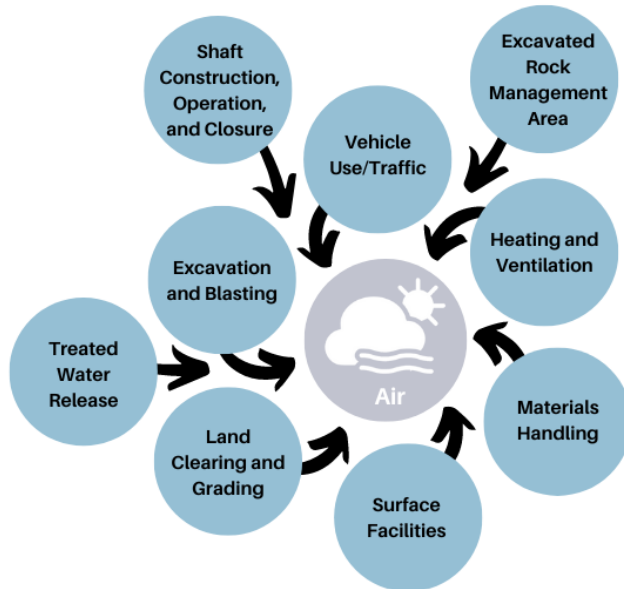 Shaft
Construction,
Operation,
and Closure
Excavated
Rock
Management
Area
Vehicle
Use/Traffic
Heating and
Ventilation
Excavation
and Blasting
Treated
Water
Release
Air
Materials
Handling
Land
Clearing and
Grading
Surface
Facilities